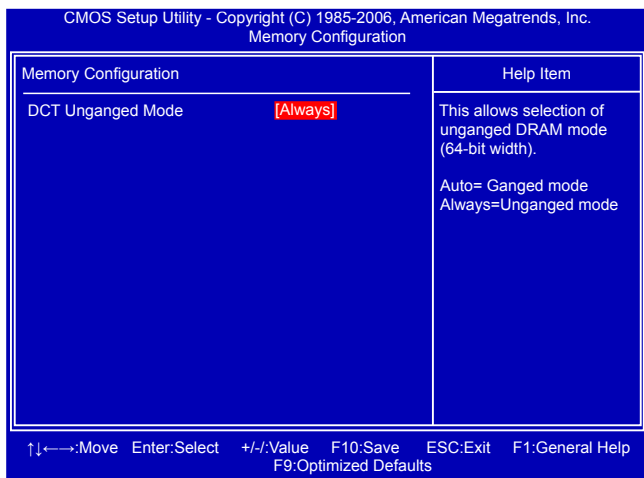 CMOS Setup Utility - Copyright (C) 1985-2006, American Megatrends, Inc.
Memory Configuration
Memory Configuration
Help Item
DCT Unganged Mode [Always]
This allows selection of
unganged DRAM mode
(64-bit width).
Auto= Ganged mode
Always=Unganged mode
↑↓←→:Move Enter:Select +/-/:Value F10:Save ESC:Exit F1:General Help
F9:Optimized Defaults